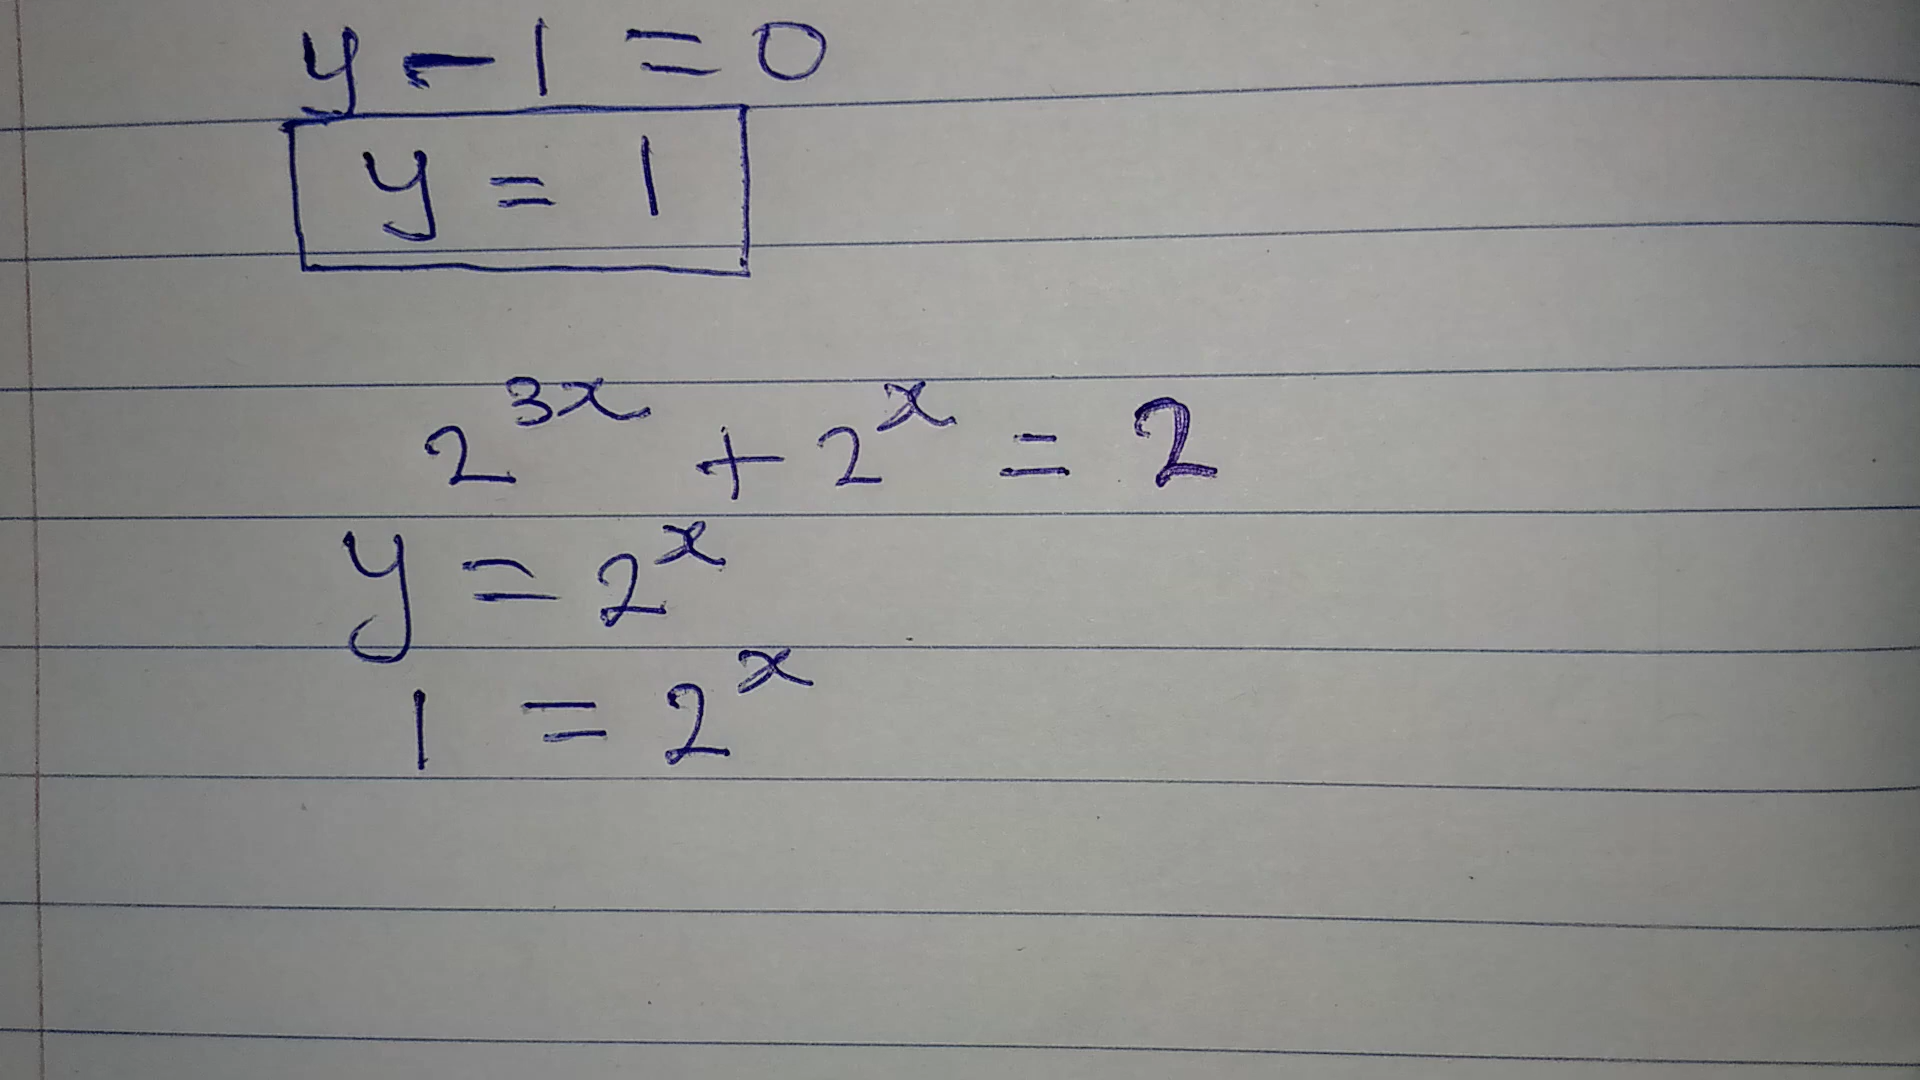 y - 1 = 0
y = 1
2^{3x} + 2^x = 2
y = 2^x
1 = 2^x